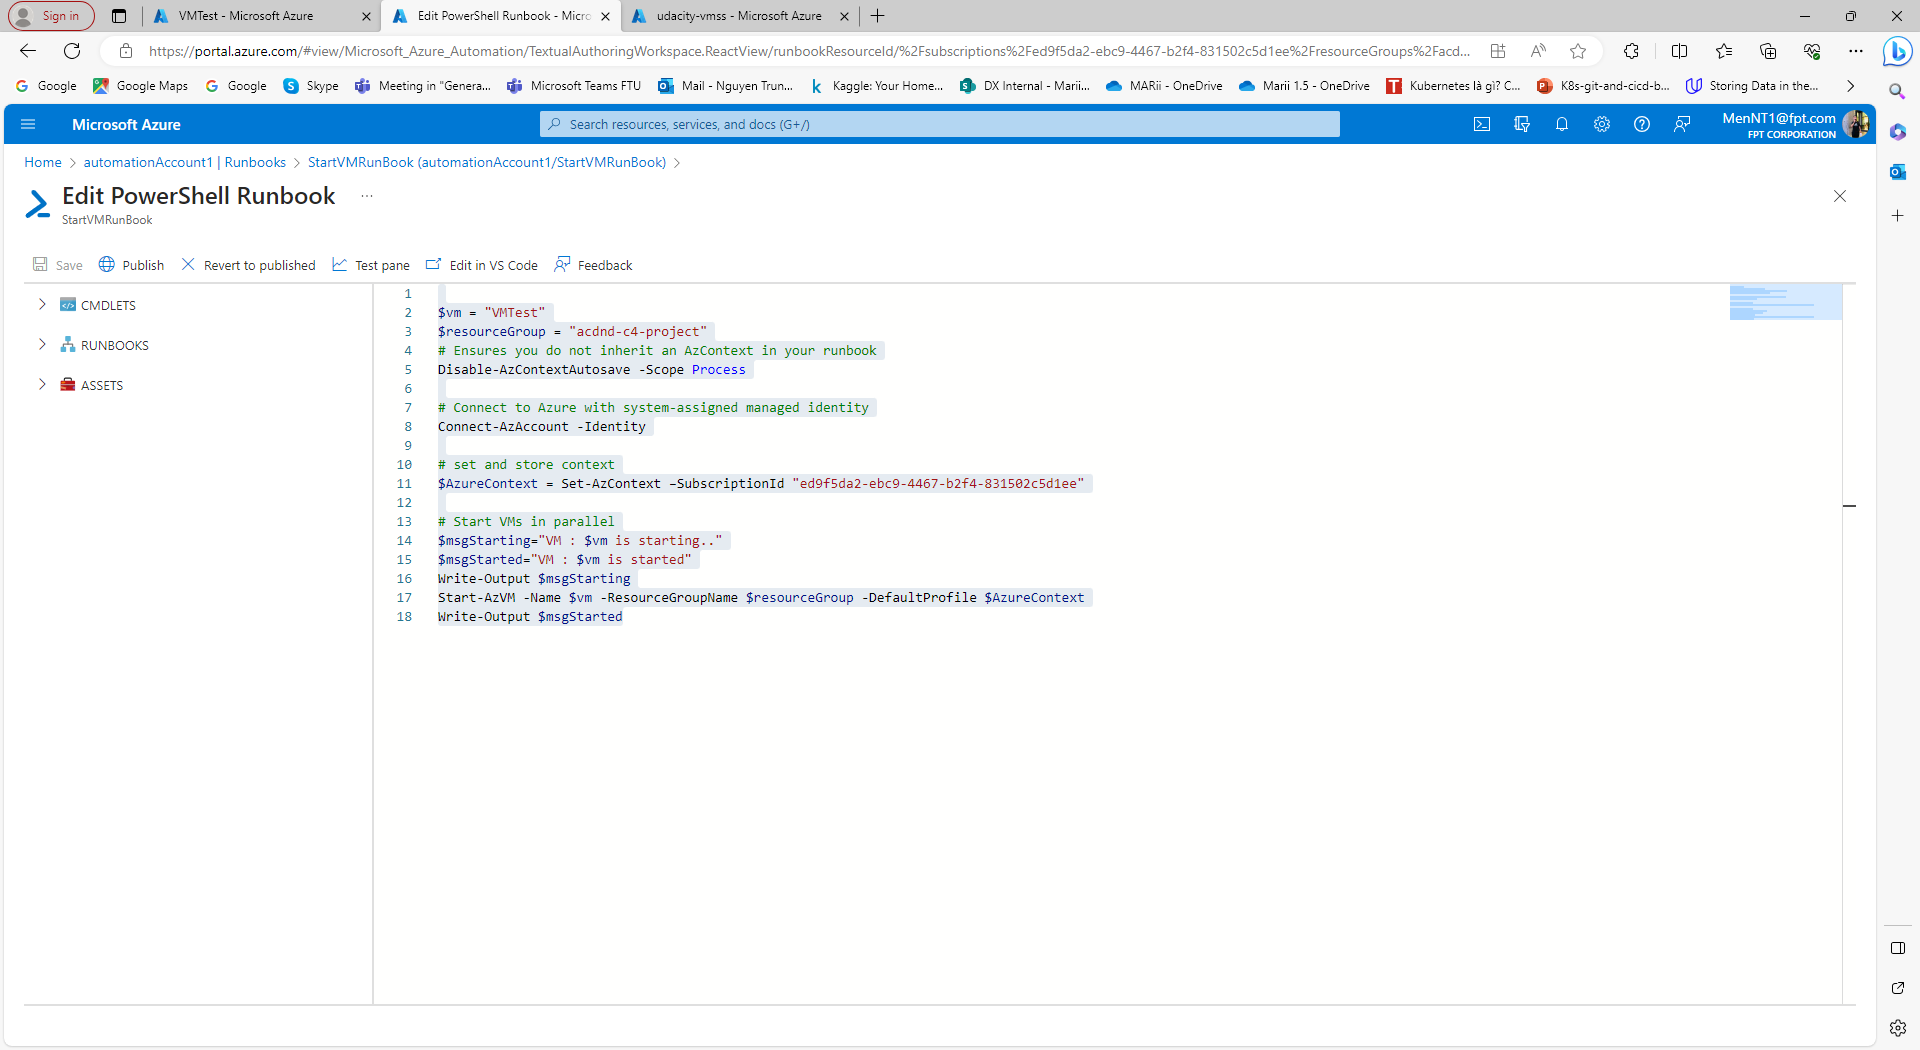 Sign in
VMTest - Microsoft Azure
Edit PowerShell Runbook - Micro
udacity-vmss - Microsoft Azure
https://portal.azure.com/#view/Microsoft_Azure_Automation/TextualAuthoringWorkspace.ReactView/runbookResourceId/%2Fsubscriptions%2Fed9f5da2-ebc9-4467-b2f4-831502c5d1ee%2FresourceGroups%2Facd...
Google
Google Maps
Google
Skype
Meeting in "Genera...
Microsoft Teams FTU
Mail - Nguyen Trun...
Kaggle: Your Home...
DX Internal - Marii...
MARii - OneDrive
Marii 1.5 - OneDrive
Kubernetes là gì? C...
K8s-git-and-cicd-b...
Storing Data in the...
Microsoft Azure
Search resources, services, and docs (G+/)
MenNT1@fpt.com
FPT CORPORATION
Home > automationAccount1 | Runbooks > StartVMRunBook (automationAccount1/StartVMRunBook) >
Edit PowerShell Runbook ...
StartVMRunBook
Save
Publish
Revert to published
Test pane
Edit in VS Code
Feedback
CMDLETS
RUNBOOKS
ASSETS
1
2 $vm = "VMTest"
3 $resourceGroup = "acdnd-c4-project"
4 # Ensures you do not inherit an AzContext in your runbook
5 Disable-AzContextAutosave -Scope Process
6
7 # Connect to Azure with system-assigned managed identity
8 Connect-AzAccount -Identity
9
10 # set and store context
11 $AzureContext = Set-AzContext –SubscriptionId "ed9f5da2-ebc9-4467-b2f4-831502c5d1ee"
12
13 # Start VMs in parallel
14 $msgStarting="VM : $vm is starting.."
15 $msgStarted="VM : $vm is started"
16 Write-Output $msgStarting
17 Start-AzVM -Name $vm -ResourceGroupName $resourceGroup -DefaultProfile $AzureContext
18 Write-Output $msgStarted